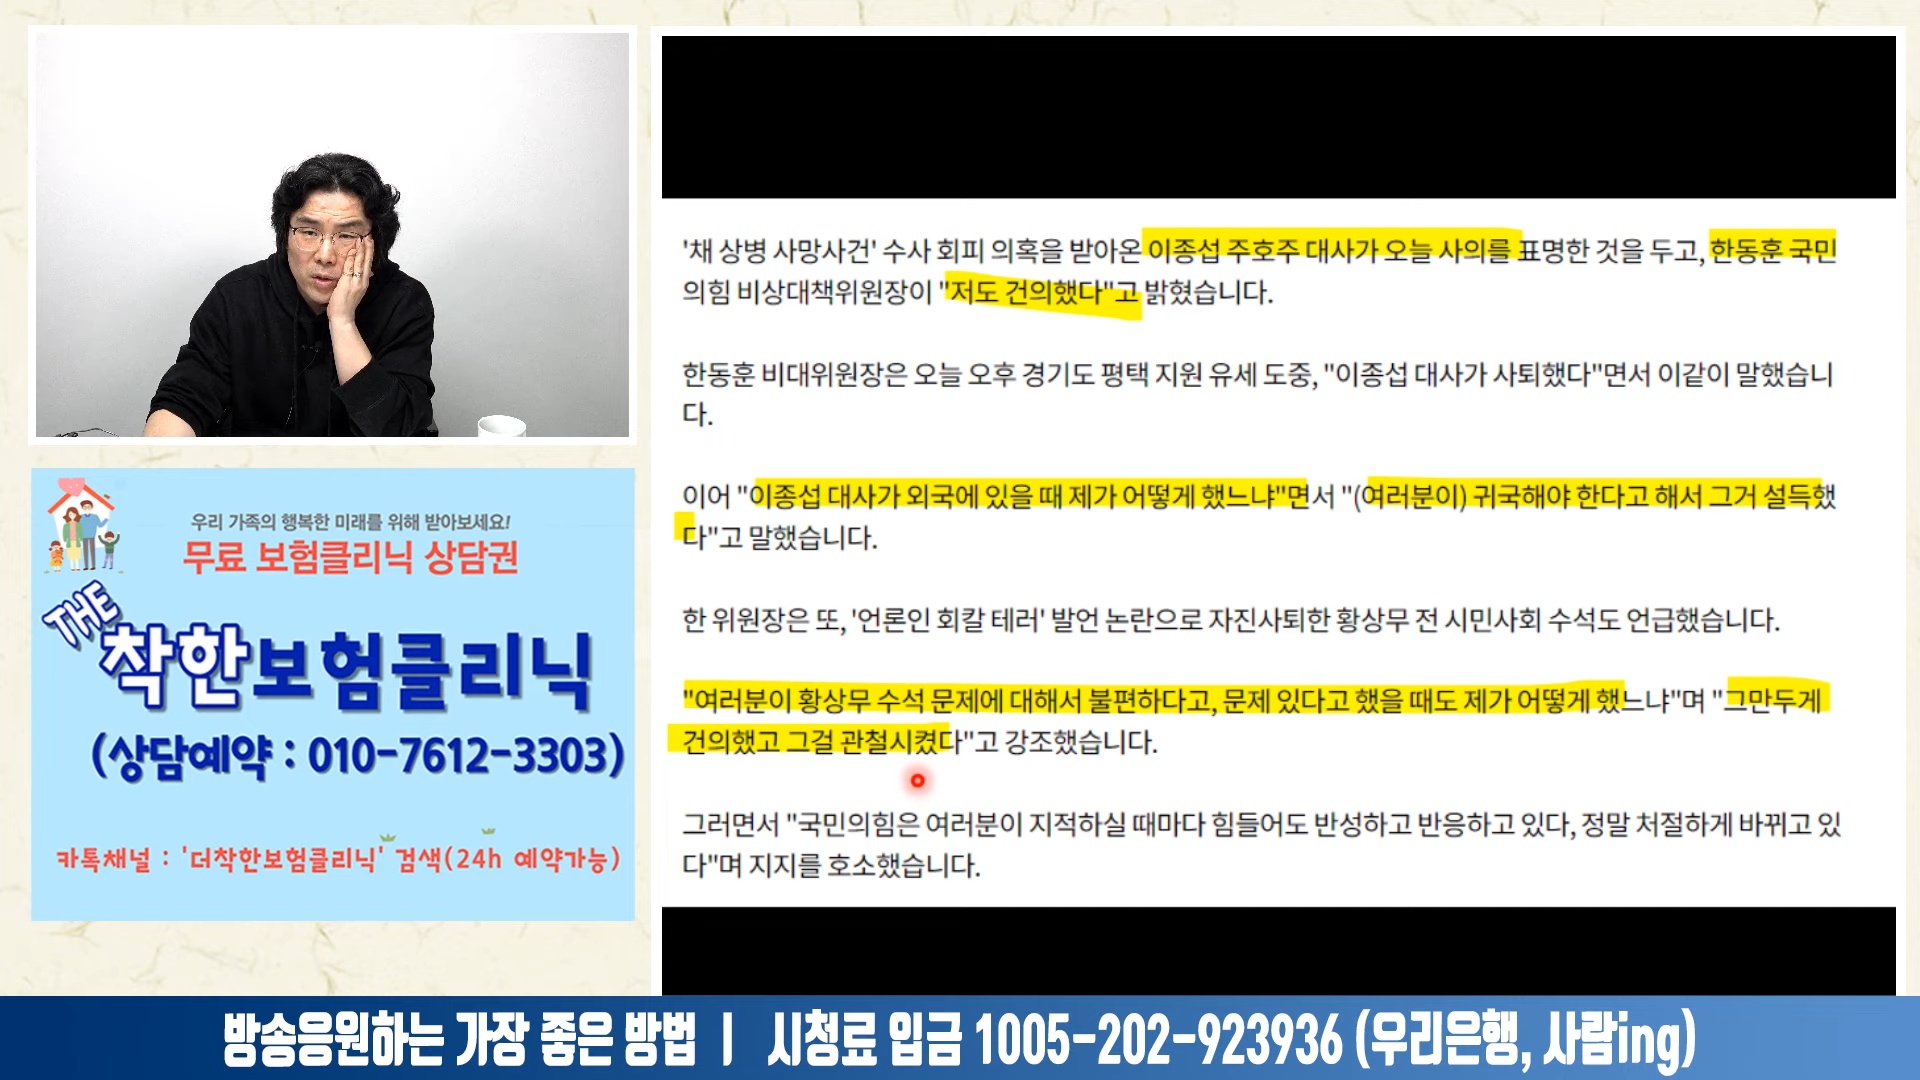 '채 상병 사망사건' 수사 회피 의혹을 받아온 이종섭 주호주 대사가 오늘 사의를 표명한 것을 두고, 한동훈 국민
의힘 비상대책위원장이 "저도 건의했다"고 밝혔습니다.
한동훈 비대위원장은 오늘 오후 경기도 평택 지원 유세 도중, "이종섭 대사가 사퇴했다"면서 이같이 말했습니
다.
이어 "이종섭 대사가 외국에 있을 때 제가 어떻게 했느냐"면서 "(여러분이) 귀국해야 한다고 해서 그거 설득했
다"고 말했습니다.
한 위원장은 또, '언론인 회칼 테러' 발언 논란으로 자진사퇴한 황상무 전 시민사회 수석도 언급했습니다.
"여러분이 황상무 수석 문제에 대해서 불편하다고, 문제 있다고 했을 때도 제가 어떻게 했느냐"며 "그만두게
건의했고 그걸 관철시켰다"고 강조했습니다.
그러면서 "국민의힘은 여러분이 지적하실 때마다 힘들어도 반성하고 반응하고 있다, 정말 처절하게 바뀌고 있
다"며 지지를 호소했습니다.
우리 가족의 행복한 미래를 위해 받아보세요!
무료 보험클리닉 상담권
THE
착한보험클리닉
(상담예약 : 010-7612-3303)
카톡채널 : '더착한보험클리닉' 검색(24h 예약가능)
방송응원하는 가장 좋은 방법 ㅣ 시청료 입금 1005-202-923936 (우리은행, 사람ing)